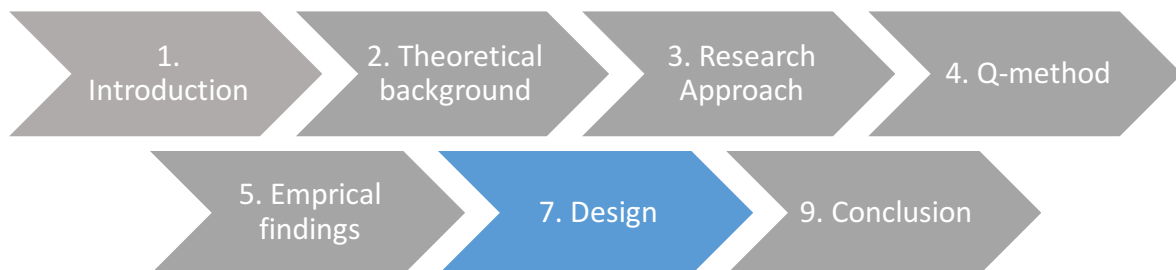 1.
Introduction
2. Theoretical
background
3. Research
Approach
4. Q-method
5. Emprical
findings
7. Design
9. Conclusion